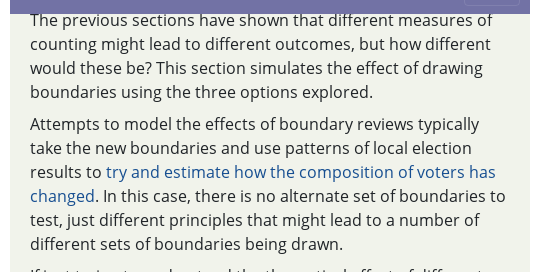 The previous sections have shown that different measures of
counting might lead to different outcomes, but how different
would these be? This section simulates the effect of drawing
boundaries using the three options explored.
Attempts to model the effects of boundary reviews typically
take the new boundaries and use patterns of local election
results to try and estimate how the composition of voters has
changed. In this case, there is no alternate set of boundaries to
test, just different principles that might lead to a number of
different sets of boundaries being drawn.